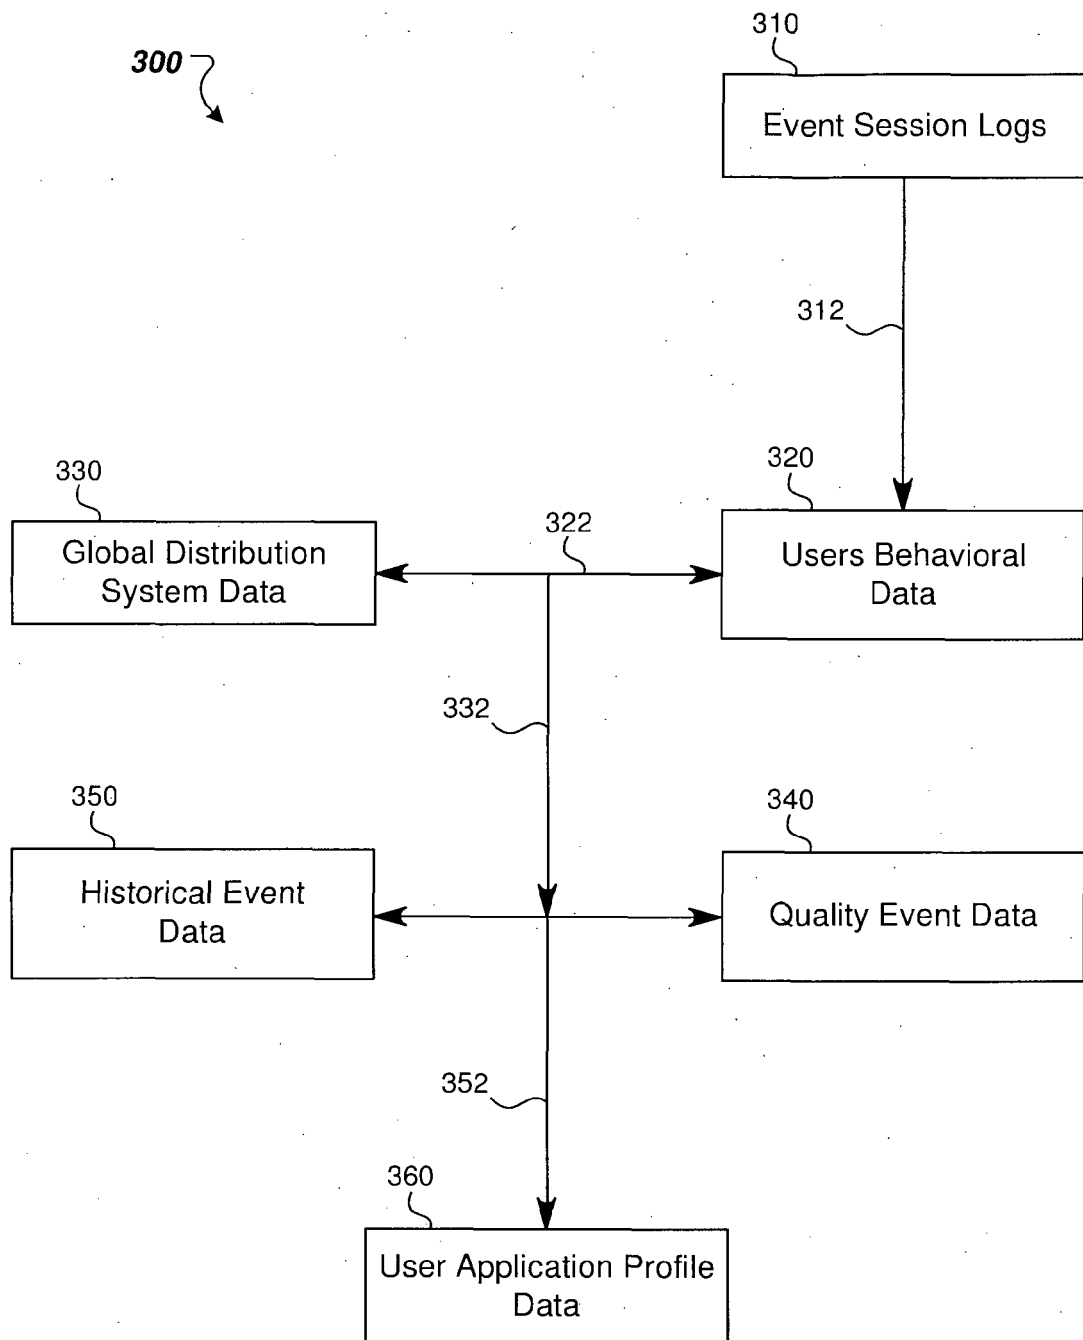 310
300
Event Session Logs
312
330
320
322
Global Distribution
System Data
Users Behavioral
Data
332
350
340
Historical Event
Data
Quality Event Data
352
360
User Application Profile
Data